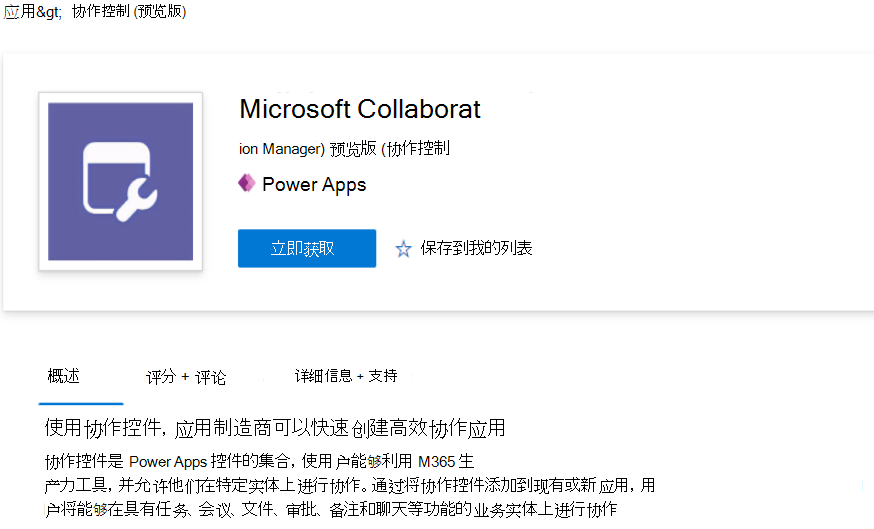 应用&gt; 协作控制 (预览版)
Microsoft Collaborat
ion Manager) 预览版 (协作控制
Power Apps
立即获取
保存到我的列表
概述
评分 + 评论
详细信息 + 支持
使用协作控件, 应用制造商可以快速创建高效协作应用
协作控件是 Power Apps 控件的集合, 使用户能够利用 M365 生
产力工具, 并允许他们在特定实体上进行协作。通过将协作控件添加到现有或新应用, 用
户将能够在具有任务、会议、文件、审批、备注和聊天等功能的业务实体上进行协作